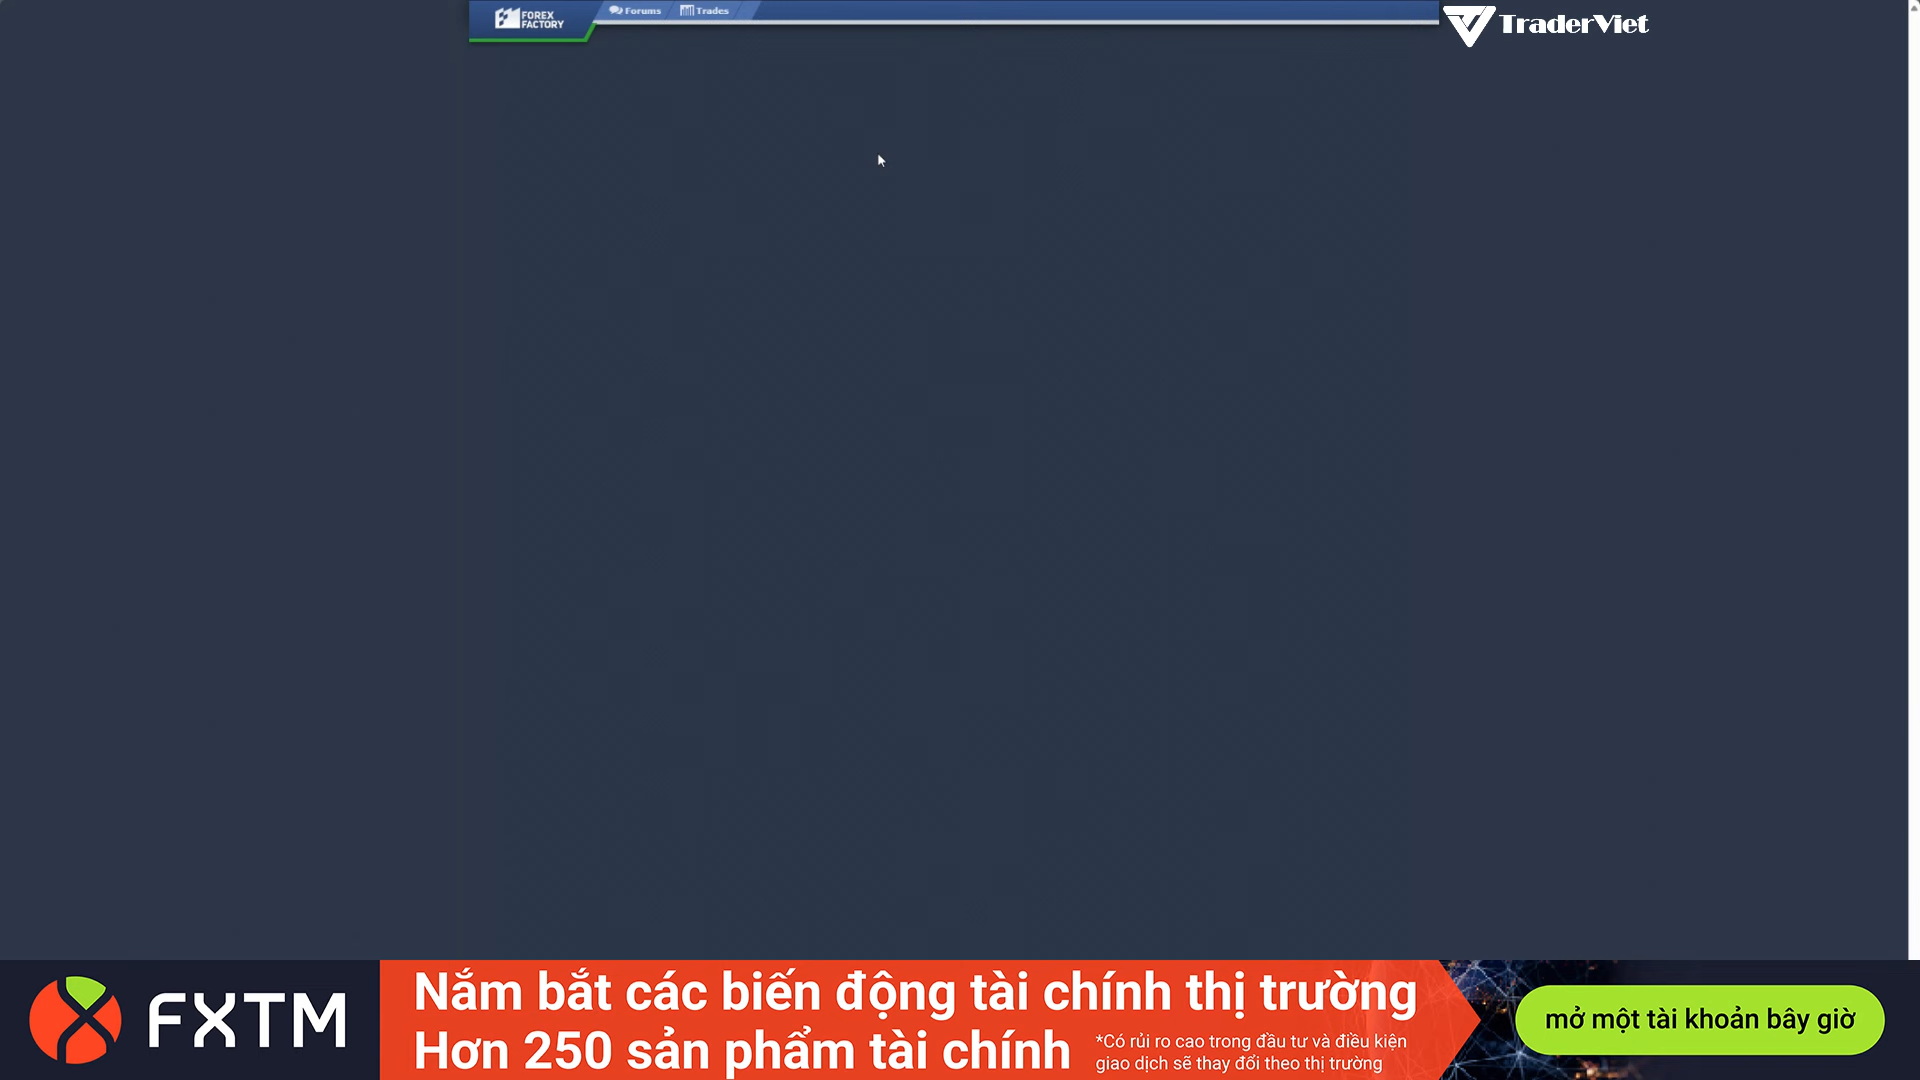 FOREX
FACTORY
Forums
Trades
TraderViet
FXTM
Nắm bắt các biến động tài chính thị trường
Hơn 250 sản phẩm tài chính
*Có rủi ro cao trong đầu tư và điều kiện
giao dịch sẽ thay đổi theo thị trường
mở một tài khoản bây giờ